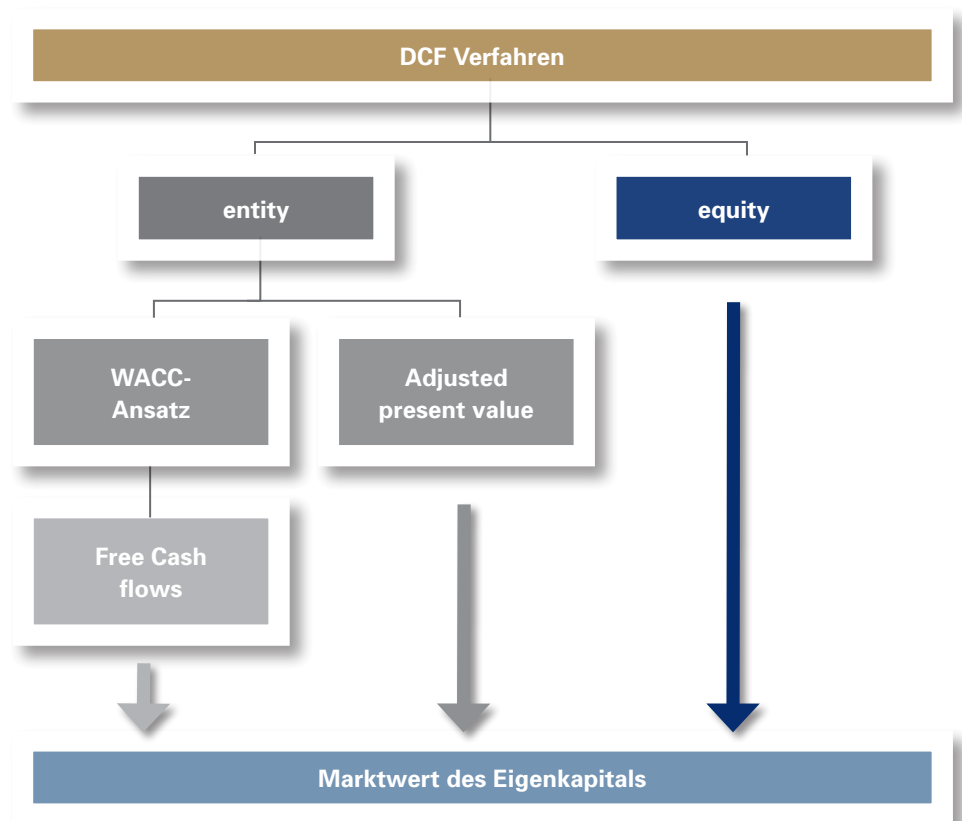 DCF Verfahren
entity
equity
WACC-
Ansatz
Adjusted
present value
Free Cash
flows
Marktwert des Eigenkapitals